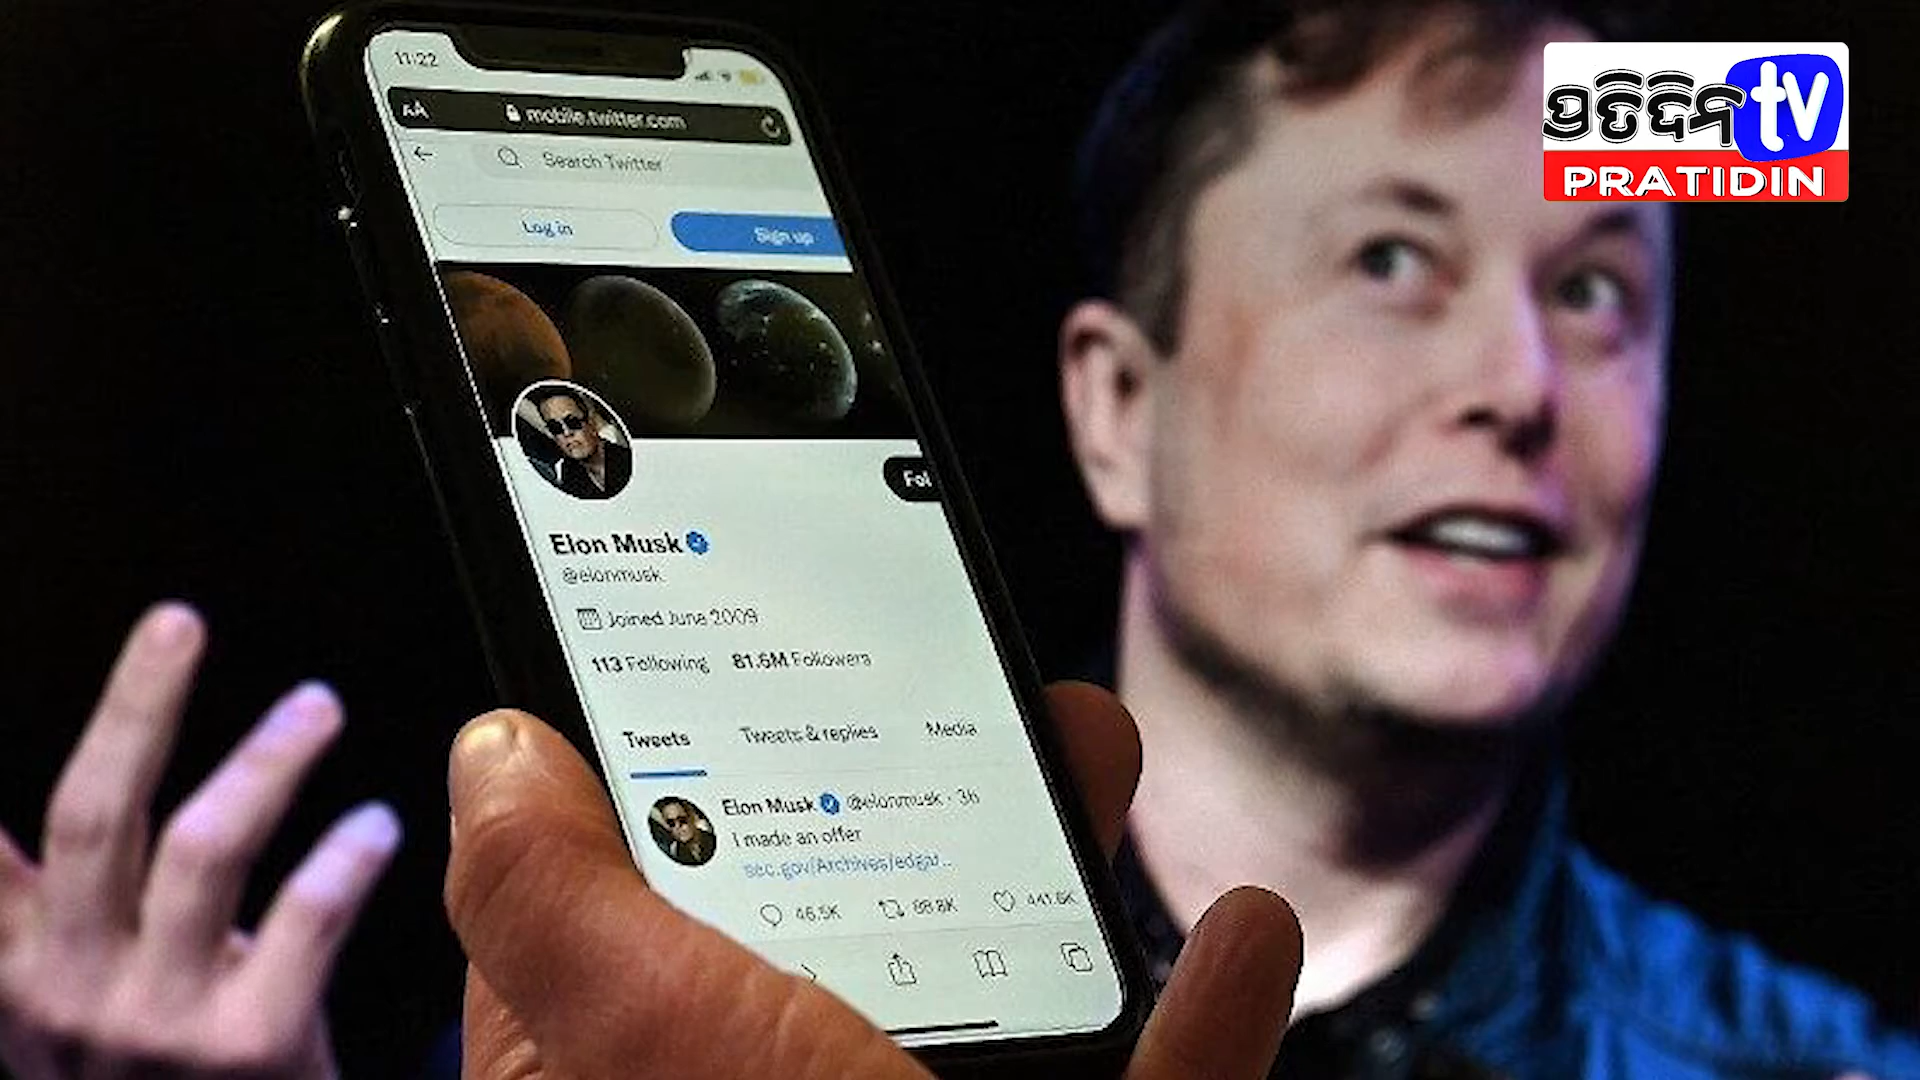 11:22
AA mobile.twitter.com
Search Twitter
Log in Sign up
Fol
Elon Musk
@elonmusk
Joined June 2009
113 Following 81.6M Followers
Tweets Tweets & replies Media
Elon Musk @elonmusk · 3h
I made an offer
sec.gov/Archives/edga...
46.5K 68.8K 441.6K
ପ୍ରତିଦିନ tv
PRATIDIN